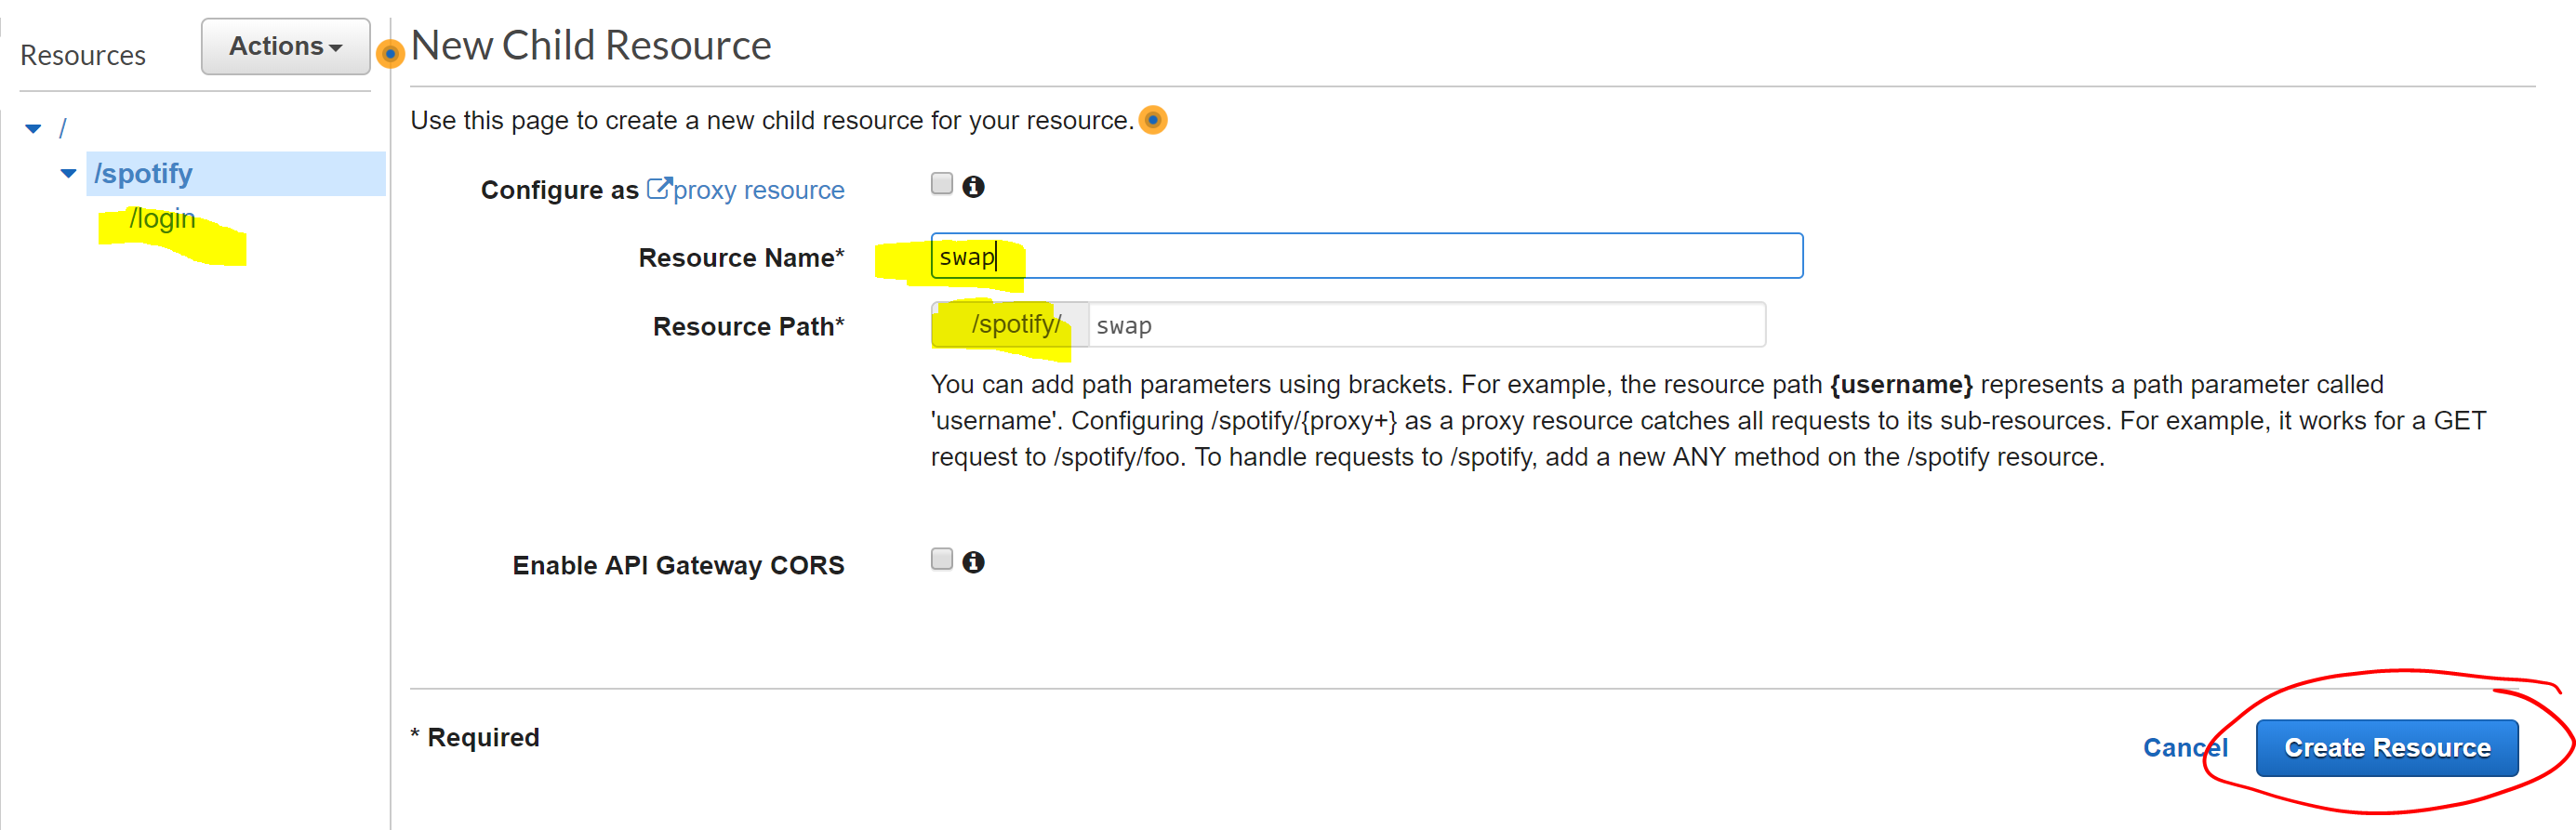 Resources
Actions
New Child Resource
/
/spotify
/login
Use this page to create a new child resource for your resource.
Configure as proxy resource
Resource Name* swap
Resource Path* /spotify/ swap
You can add path parameters using brackets. For example, the resource path {username} represents a path parameter called
'username'. Configuring /spotify/{proxy+} as a proxy resource catches all requests to its sub-resources. For example, it works for a GET
request to /spotify/foo. To handle requests to /spotify, add a new ANY method on the /spotify resource.
Enable API Gateway CORS
* Required
Cancel
Create Resource